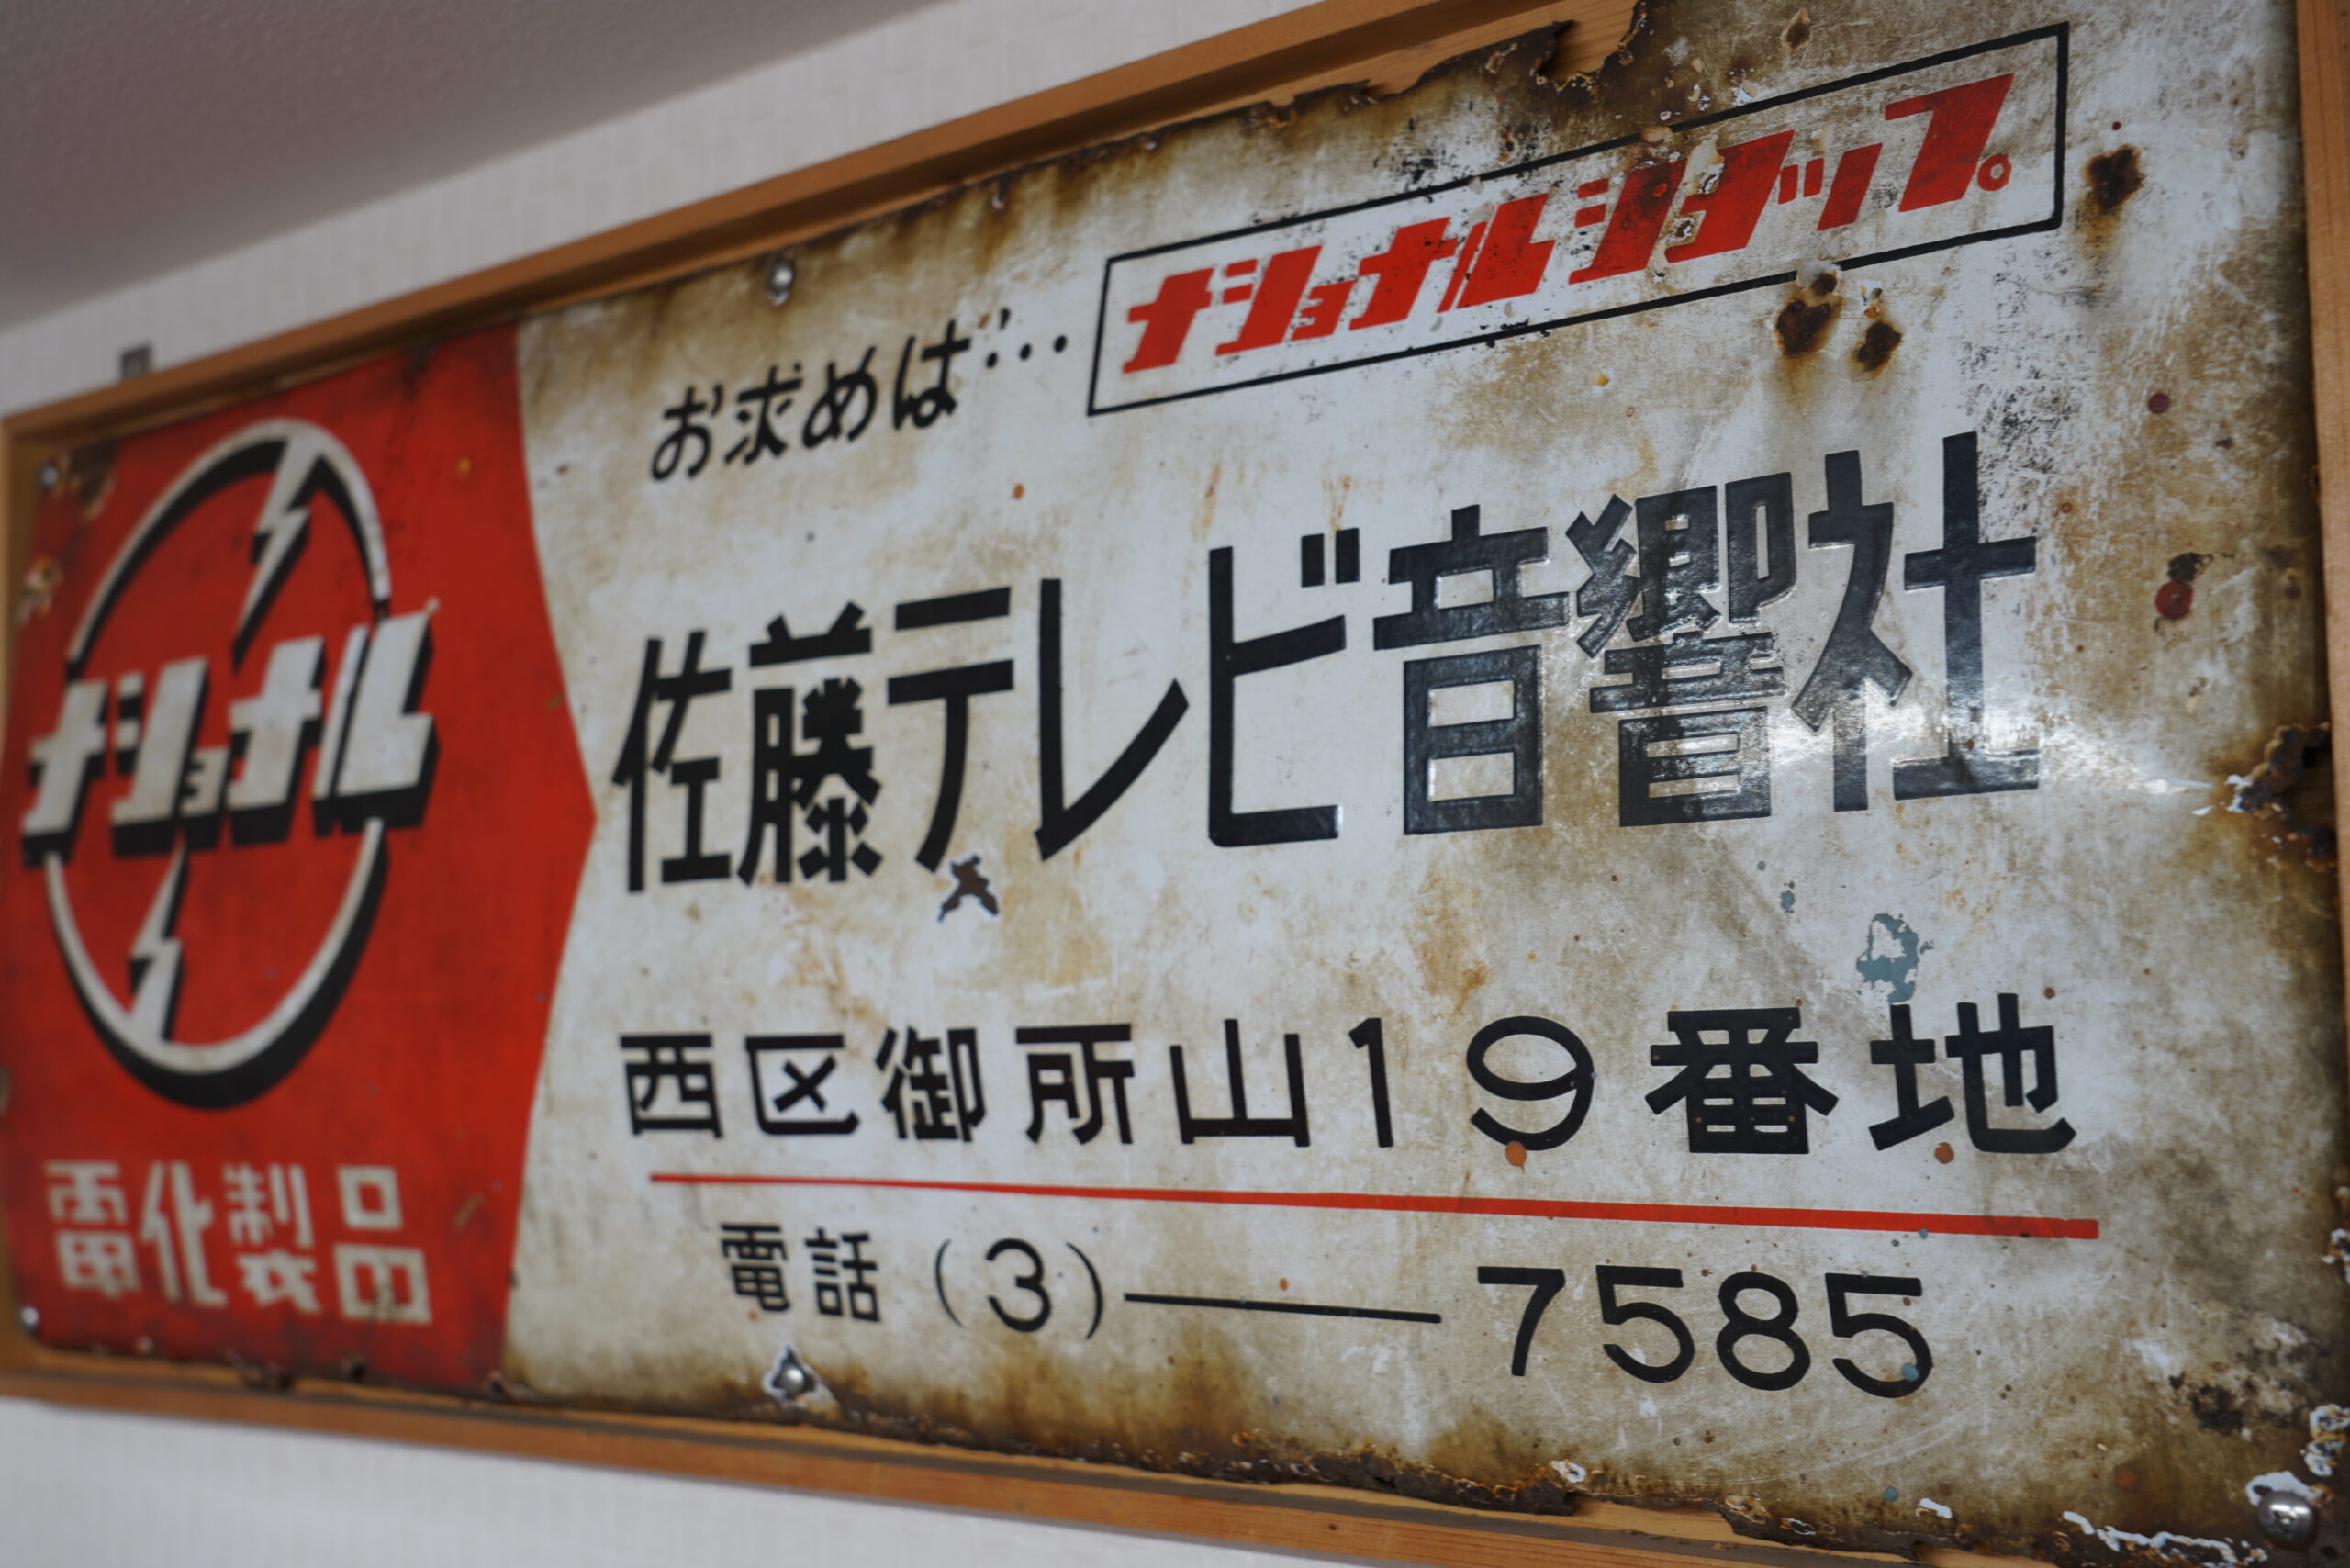 ナショナル
電化製品
お求めは… ナショナルショップ
佐藤テレビ音響社
西区御所山19番地
電話(3)―7585